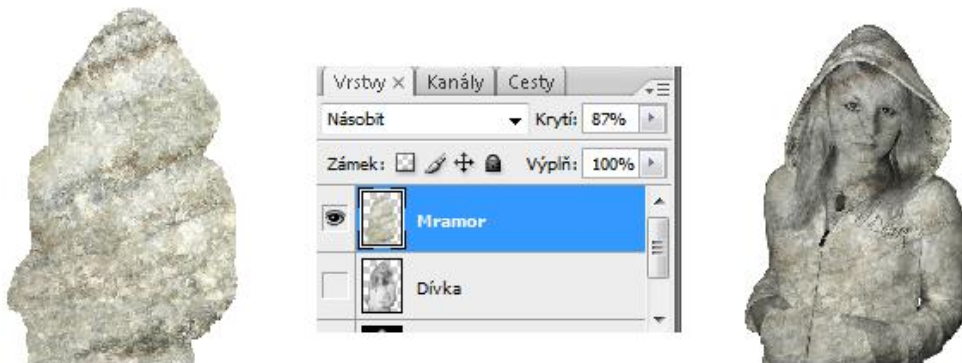 Vrstvy × Kanály Cesty
Násobit Krytí: 87%
Zámek: Výplň: 100%
Mramor
Dívka